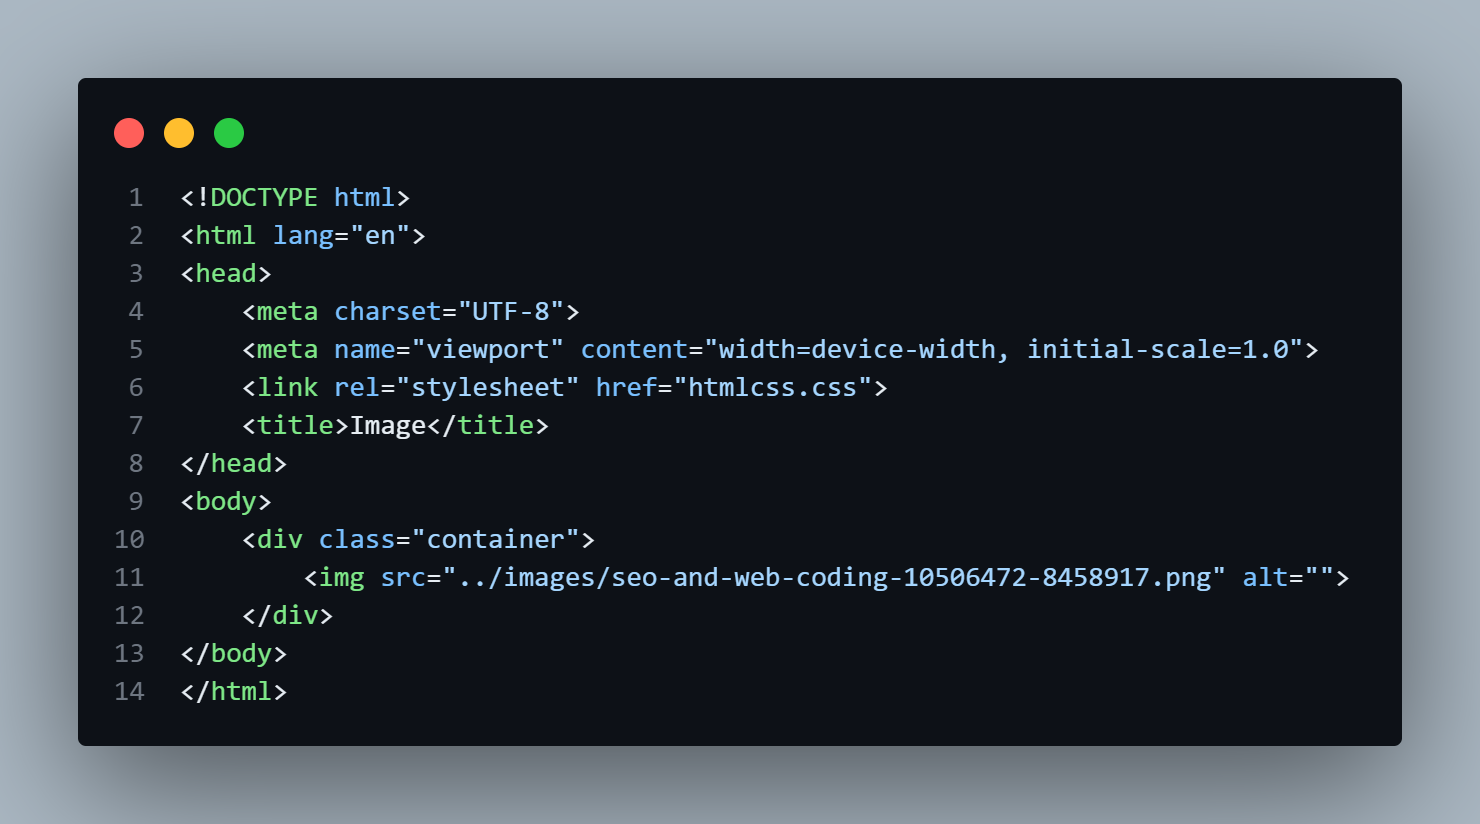 1 <!DOCTYPE html>
2 <html lang="en">
3 <head>
4     <meta charset="UTF-8">
5     <meta name="viewport" content="width=device-width, initial-scale=1.0">
6     <link rel="stylesheet" href="htmlcss.css">
7     <title>Image</title>
8 </head>
9 <body>
10     <div class="container">
11         <img src="../images/seo-and-web-coding-10506472-8458917.png" alt="">
12     </div>
13 </body>
14 </html>